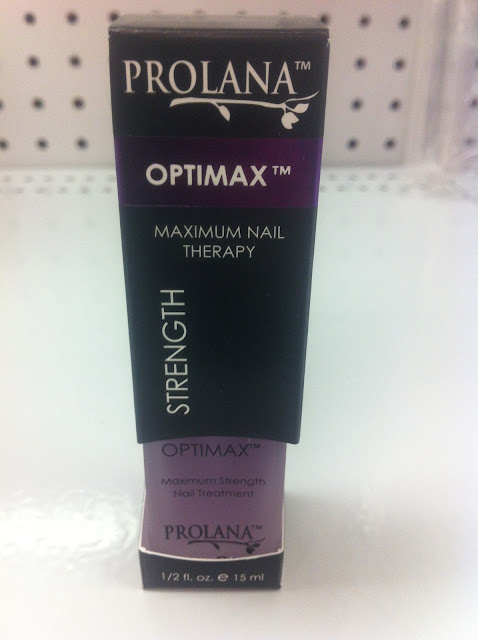 PROLANA™
OPTIMAX™
MAXIMUM NAIL
THERAPY
STRENGTH
OPTIMAX™
Maximum Strength
Nail Treatment
PROLANA™
1/2 fl. oz. e 15 ml